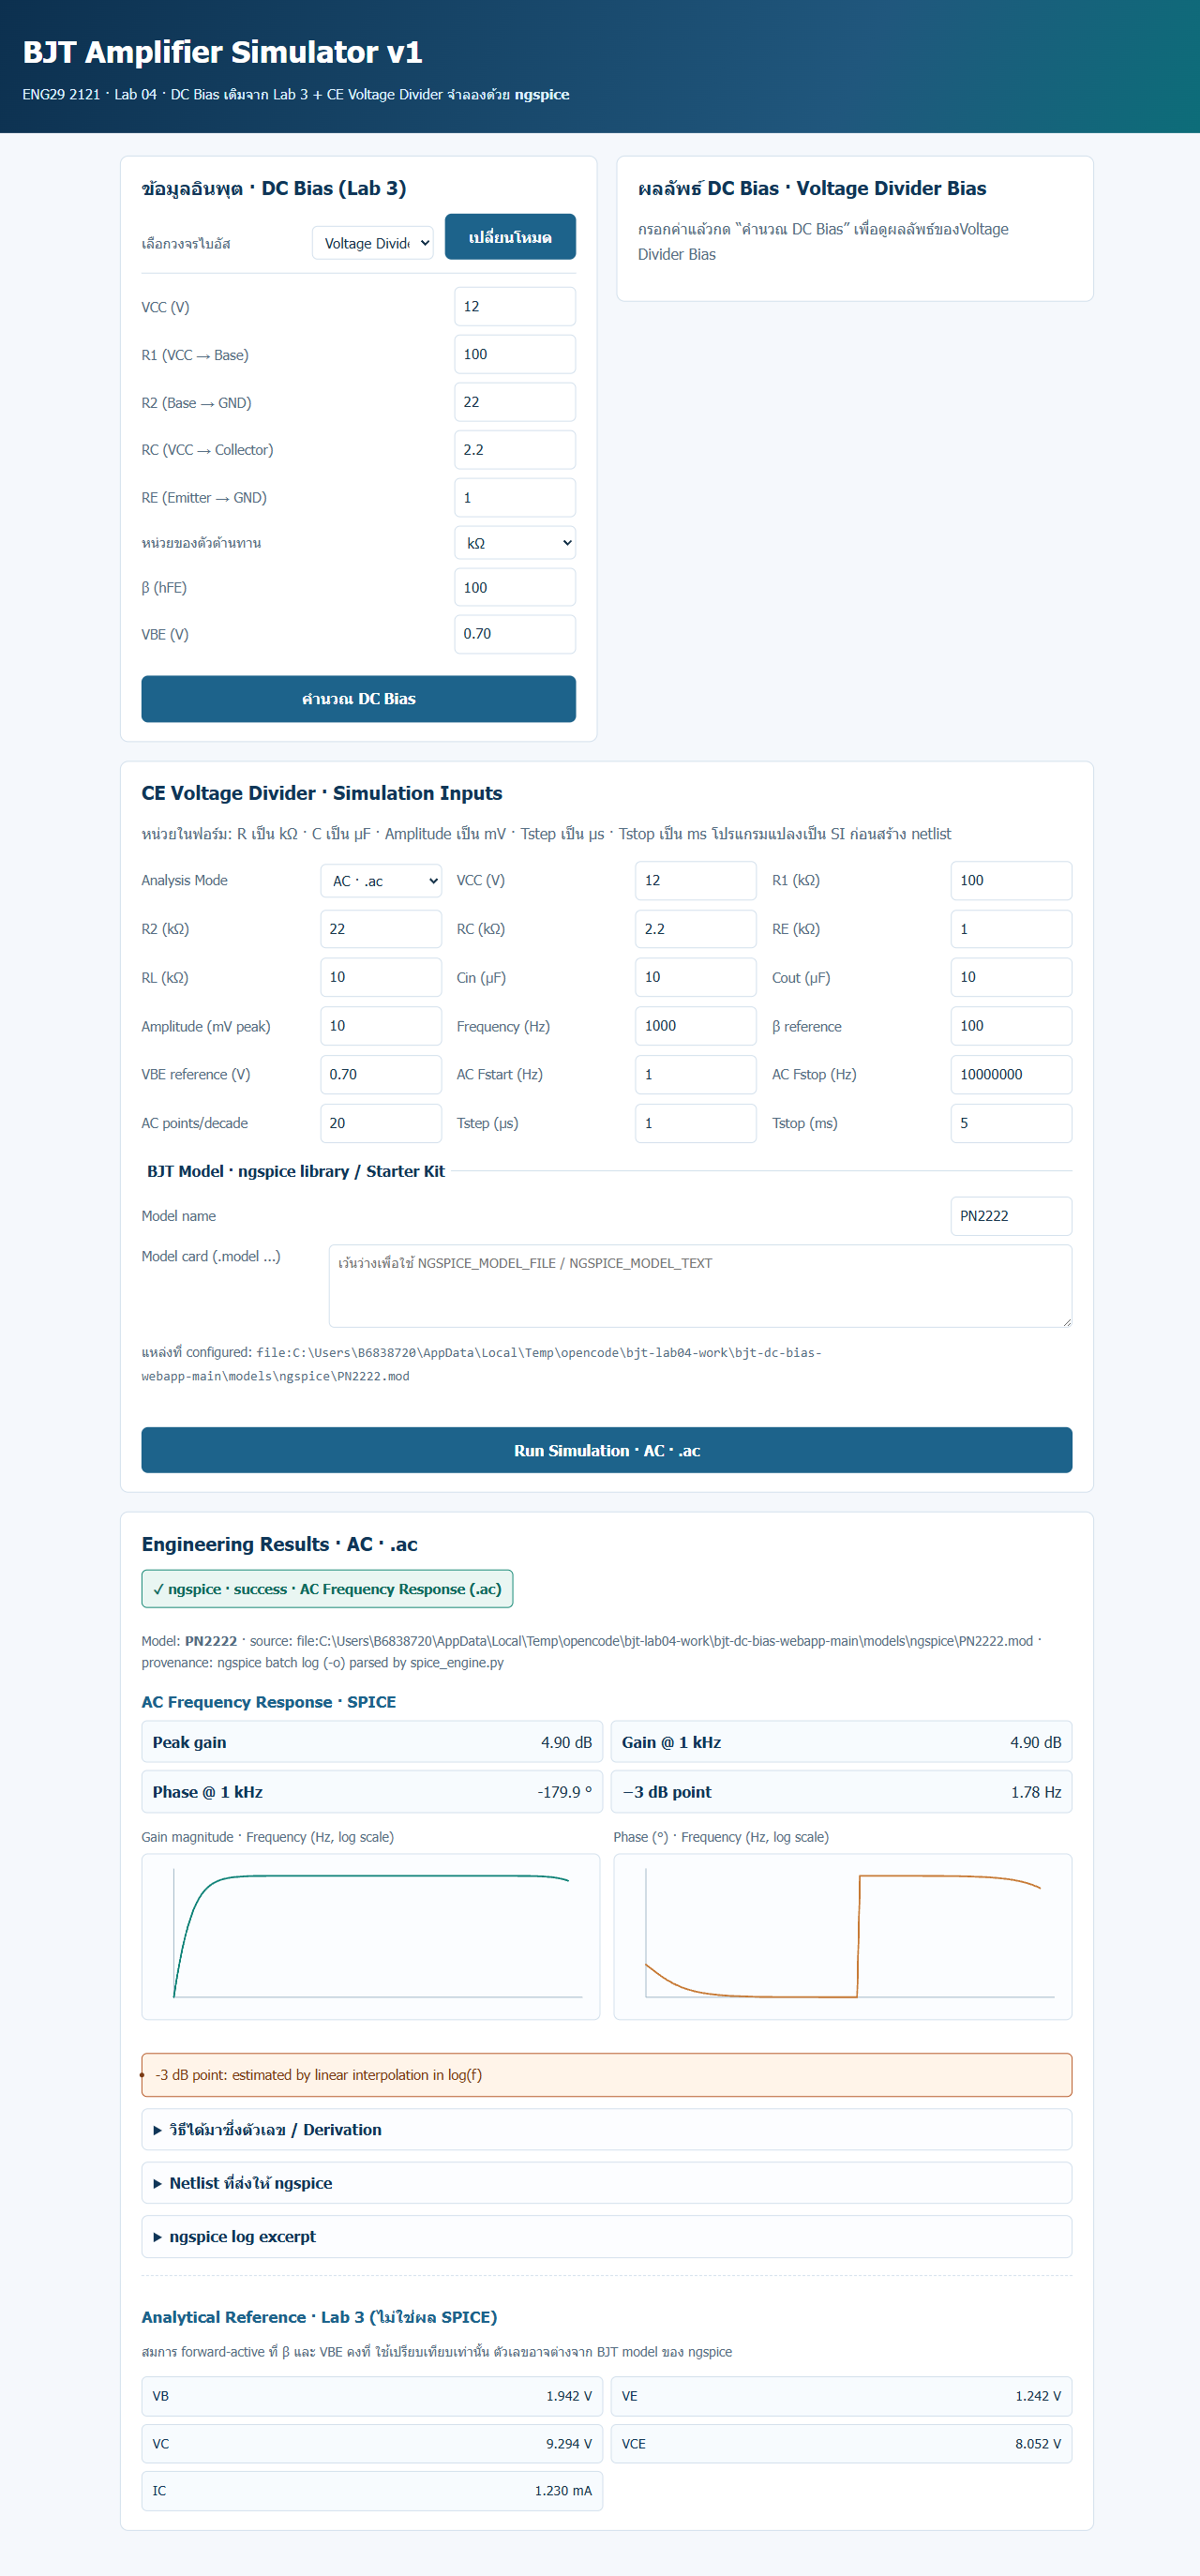 BJT Amplifier Simulator v1
ENG29 2121 · Lab 04 · DC Bias เดิมจาก Lab 3 + CE Voltage Divider จำลองด้วย ngspice
ข้อมูลอินพุต · DC Bias (Lab 3)
เลือกวงจรไบอัส
Voltage Divide
เปลี่ยนโหมด
VCC (V)
12
R1 (VCC → Base)
100
R2 (Base → GND)
22
RC (VCC → Collector)
2.2
RE (Emitter → GND)
1
หน่วยของตัวต้านทาน
kΩ
β (hFE)
100
VBE (V)
0.70
คำนวณ DC Bias
ผลลัพธ์ DC Bias · Voltage Divider Bias
กรอกค่าแล้วกด “คำนวณ DC Bias” เพื่อดูผลลัพธ์ของVoltage
Divider Bias
CE Voltage Divider · Simulation Inputs
หน่วยในฟอร์ม: R เป็น kΩ · C เป็น µF · Amplitude เป็น mV · Tstep เป็น µs · Tstop เป็น ms โปรแกรมแปลงเป็น SI ก่อนสร้าง netlist
Analysis Mode AC · .ac VCC (V) 12 R1 (kΩ) 100
R2 (kΩ) 22 RC (kΩ) 2.2 RE (kΩ) 1
RL (kΩ) 10 Cin (µF) 10 Cout (µF) 10
Amplitude (mV peak) 10 Frequency (Hz) 1000 β reference 100
VBE reference (V) 0.70 AC Fstart (Hz) 1 AC Fstop (Hz) 10000000
AC points/decade 20 Tstep (µs) 1 Tstop (ms) 5
BJT Model · ngspice library / Starter Kit
Model name PN2222
Model card (.model ...) เว้นว่างเพื่อใช้ NGSPICE_MODEL_FILE / NGSPICE_MODEL_TEXT
แหล่งที่ configured: file:C:\Users\B6838720\AppData\Local\Temp\opencode\bjt-lab04-work\bjt-dc-bias-
webapp-main\models\ngspice\PN2222.mod
Run Simulation · AC · .ac
Engineering Results · AC · .ac
✓ ngspice · success · AC Frequency Response (.ac)
Model: PN2222 · source: file:C:\Users\B6838720\AppData\Local\Temp\opencode\bjt-lab04-work\bjt-dc-bias-webapp-main\models\ngspice\PN2222.mod ·
provenance: ngspice batch log (-o) parsed by spice_engine.py
AC Frequency Response · SPICE
Peak gain 4.90 dB Gain @ 1 kHz 4.90 dB
Phase @ 1 kHz -179.9 ° −3 dB point 1.78 Hz
Gain magnitude · Frequency (Hz, log scale) Phase (°) · Frequency (Hz, log scale)
• -3 dB point: estimated by linear interpolation in log(f)
▶ วิธีได้มาซึ่งตัวเลข / Derivation
▶ Netlist ที่ส่งให้ ngspice
▶ ngspice log excerpt
Analytical Reference · Lab 3 (ไม่ใช่ผล SPICE)
สมการ forward-active ที่ β และ VBE คงที่ ใช้เปรียบเทียบเท่านั้น ตัวเลขอาจต่างจาก BJT model ของ ngspice
VB 1.942 V VE 1.242 V
VC 9.294 V VCE 8.052 V
IC 1.230 mA